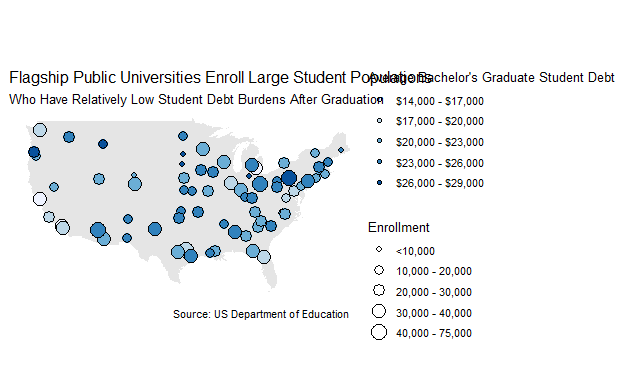 Flagship Public Universities Enroll Large Student Populations
Average Bachelor's Graduate Student Debt
Who Have Relatively Low Student Debt Burdens After Graduation
$14,000 - $17,000
$17,000 - $20,000
$20,000 - $23,000
$23,000 - $26,000
$26,000 - $29,000
Enrollment
<10,000
10,000 - 20,000
20,000 - 30,000
30,000 - 40,000
40,000 - 75,000
Source: US Department of Education